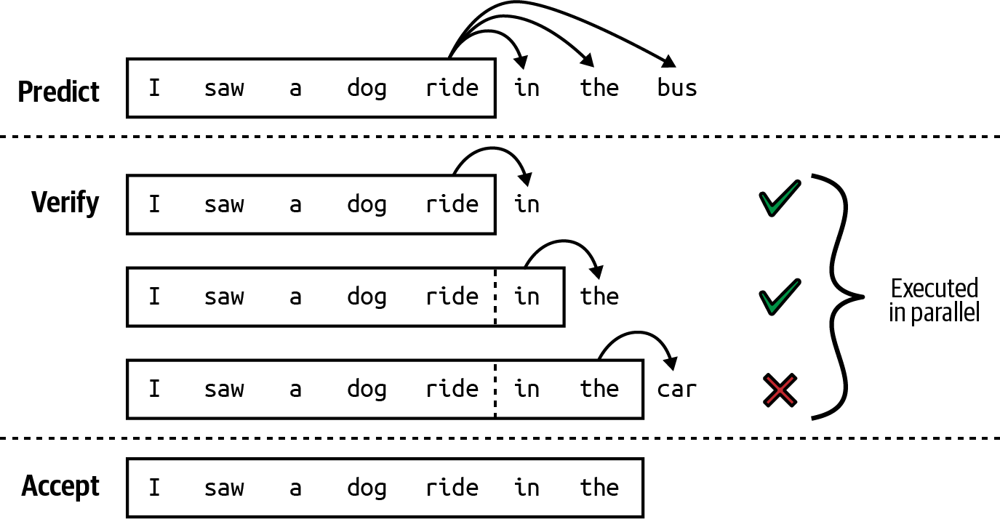 Predict I saw a dog ride in the bus
Verify I saw a dog ride in
I saw a dog ride in the
I saw a dog ride in the car
Executed
in parallel
Accept I saw a dog ride in the